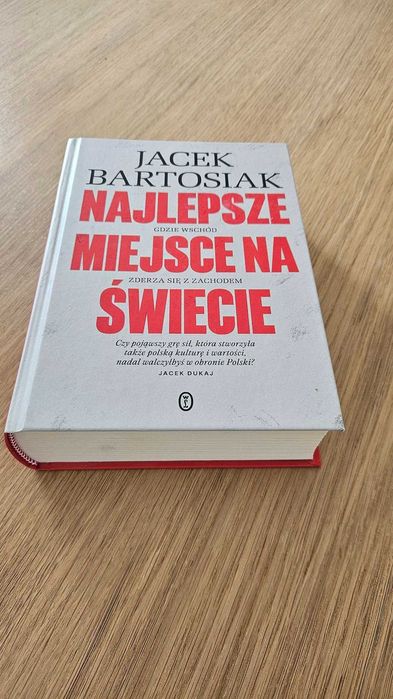 JACEK
BARTOSIAK
NAJLEPSZE
GDZIE WSCHÓD
MIEJSCE NA
ZDERZA SIĘ Z ZACHODEM
ŚWIECIE
Czy pojąwszy grę sił, która stworzyła
także polską kulturę i wartości,
nadal walczyłbyś w obronie Polski?
JACEK DUKAJ